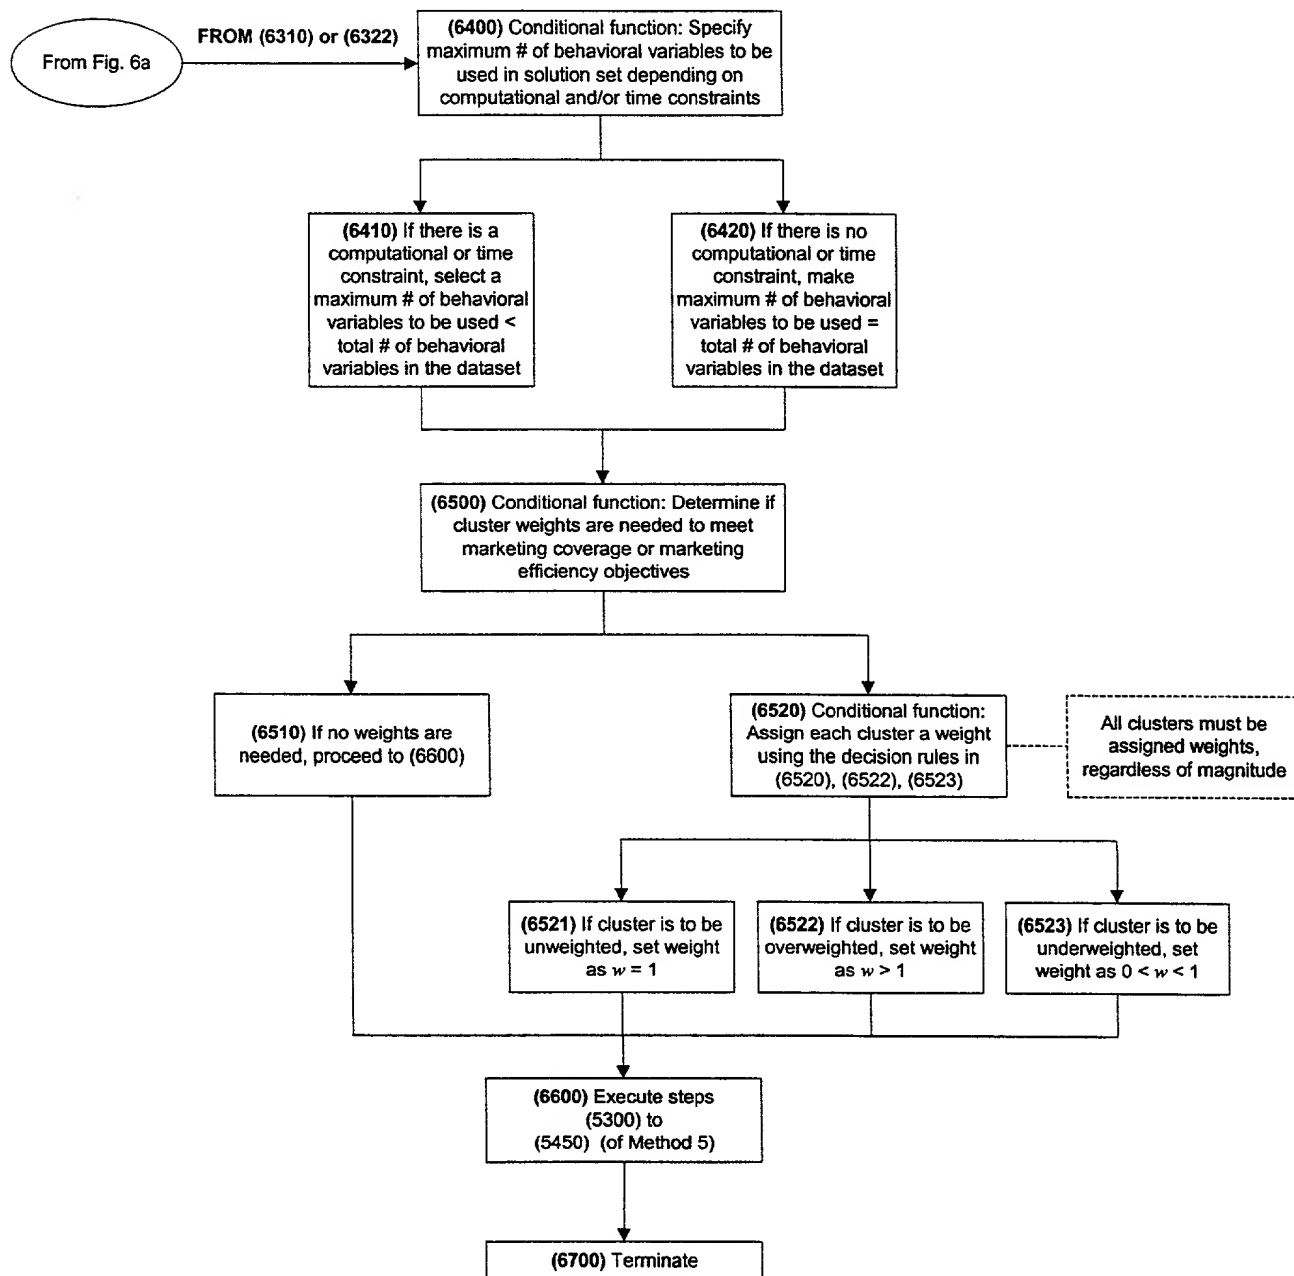 From Fig. 6a
FROM (6310) or (6322)
(6400) Conditional function: Specify
maximum # of behavioral variables to be
used in solution set depending on
computational and/or time constraints
(6410) If there is a
computational or time
constraint, select a
maximum # of behavioral
variables to be used <
total # of behavioral
variables in the dataset
(6420) If there is no
computational or time
constraint, make
maximum # of behavioral
variables to be used =
total # of behavioral
variables in the dataset
(6500) Conditional function: Determine if
cluster weights are needed to meet
marketing coverage or marketing
efficiency objectives
(6510) If no weights are
needed, proceed to (6600)
(6520) Conditional function:
Assign each cluster a weight
using the decision rules in
(6520), (6522), (6523)
All clusters must be
assigned weights,
regardless of magnitude
(6521) If cluster is to be
unweighted, set weight
as w = 1
(6522) If cluster is to be
overweighted, set weight
as w > 1
(6523) If cluster is to be
underweighted, set
weight as 0 < w < 1
(6600) Execute steps
(5300) to
(5450) (of Method 5)
(6700) Terminate